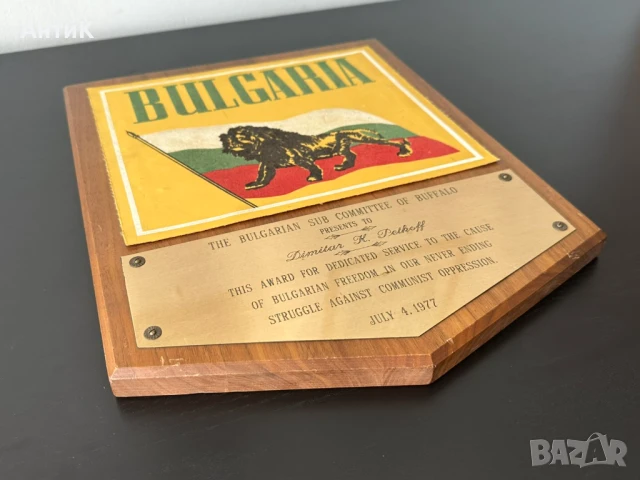 Антик
BULGARIA
THE BULGARIAN SUB COMMITTEE OF BUFFALO
PRESENTS TO
Dimitar K. Petkoff
THIS AWARD FOR DEDICATED SERVICE TO THE CAUSE
OF BULGARIAN FREEDOM IN OUR NEVER ENDING
STRUGGLE AGAINST COMMUNIST OPPRESSION.
JULY 4, 1977
BAZAR